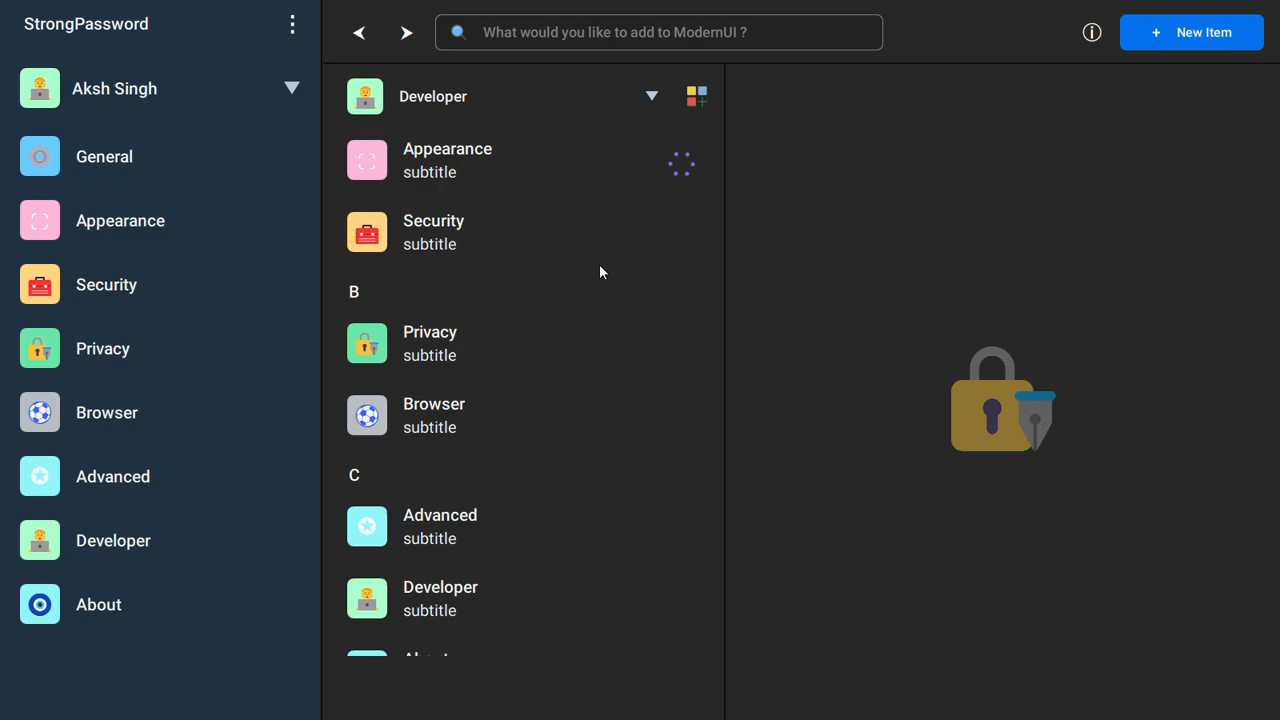 StrongPassword
Aksh Singh
General
Appearance
Security
Privacy
Browser
Advanced
Developer
About
What would you like to add to ModernUI ?
+ New Item
Developer
Appearance
subtitle
Security
subtitle
B
Privacy
subtitle
Browser
subtitle
C
Advanced
subtitle
Developer
subtitle